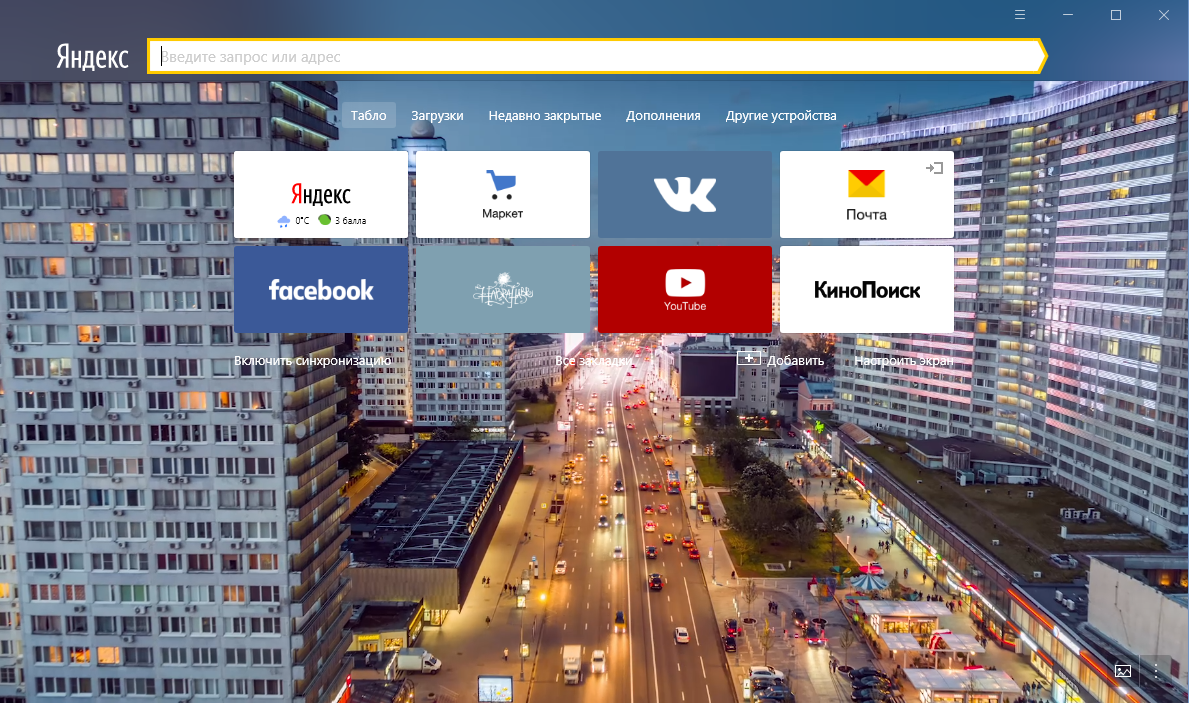 Яндекс
Введите запрос или адрес
Табло Загрузки Недавно закрытые Дополнения Другие устройства
Яндекс
0°C 3 балла
Маркет
Почта
facebook
YouTube
КиноПоиск
Включить синхронизацию Все закладки Добавить Настроить экран